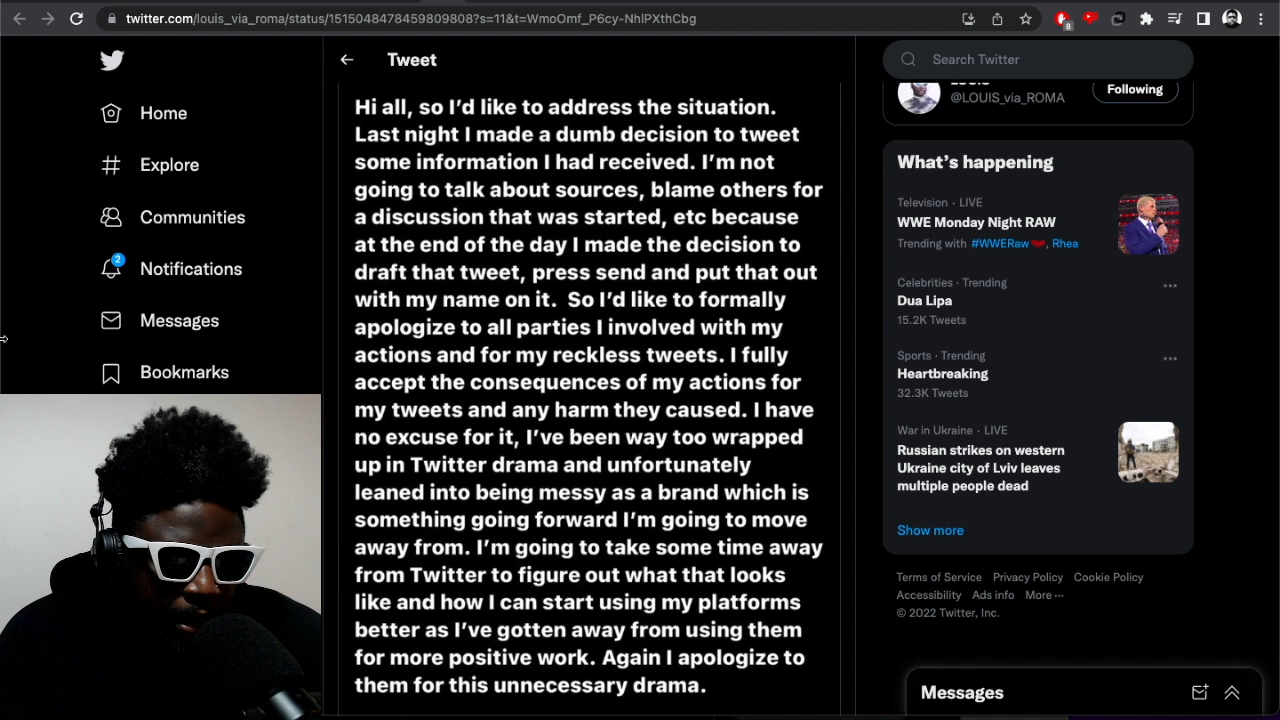 twitter.com/louis_via_roma/status/1515048478459809808?s=11&t=WmoOmf_P6cy-NhlPXthCbg
8
Home
Explore
Communities
2
Notifications
Messages
Bookmarks
Tweet
Hi all, so I’d like to address the situation.
Last night I made a dumb decision to tweet
some information I had received. I’m not
going to talk about sources, blame others for
a discussion that was started, etc because
at the end of the day I made the decision to
draft that tweet, press send and put that out
with my name on it.  So I’d like to formally
apologize to all parties I involved with my
actions and for my reckless tweets. I fully
accept the consequences of my actions for
my tweets and any harm they caused. I have
no excuse for it, I’ve been way too wrapped
up in Twitter drama and unfortunately
leaned into being messy as a brand which is
something going forward I’m going to move
away from. I’m going to take some time away
from Twitter to figure out what that looks
like and how I can start using my platforms
better as I’ve gotten away from using them
for more positive work. Again I apologize to
them for this unnecessary drama.
Search Twitter
@LOUIS_via_ROMA
Following
What’s happening
Television · LIVE
WWE Monday Night RAW
Trending with #WWERaw, Rhea
Celebrities · Trending
Dua Lipa
15.2K Tweets
Sports · Trending
Heartbreaking
32.3K Tweets
War in Ukraine · LIVE
Russian strikes on western
Ukraine city of Lviv leaves
multiple people dead
Show more
Terms of Service Privacy Policy Cookie Policy
Accessibility Ads info More ···
© 2022 Twitter, Inc.
Messages